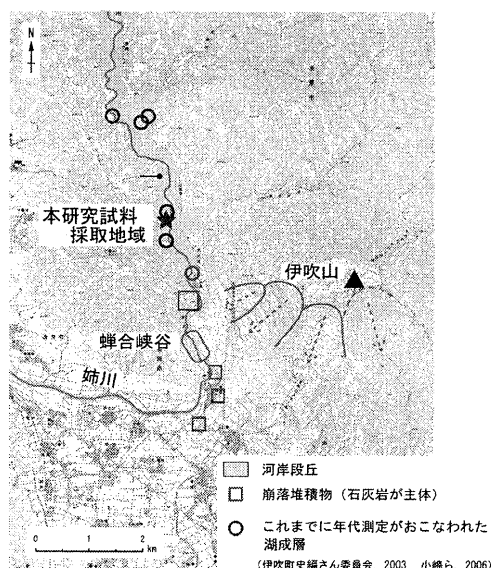 N
本研究試料
採取地域
伊吹山
蝉合峡谷
姉川
河岸段丘
崩落堆積物（石灰岩が主体）
これまでに年代測定がおこなわれた
湖成層
（伊吹町史編さん委員会 2003 小嶋ら 2006）
0 1 2
km